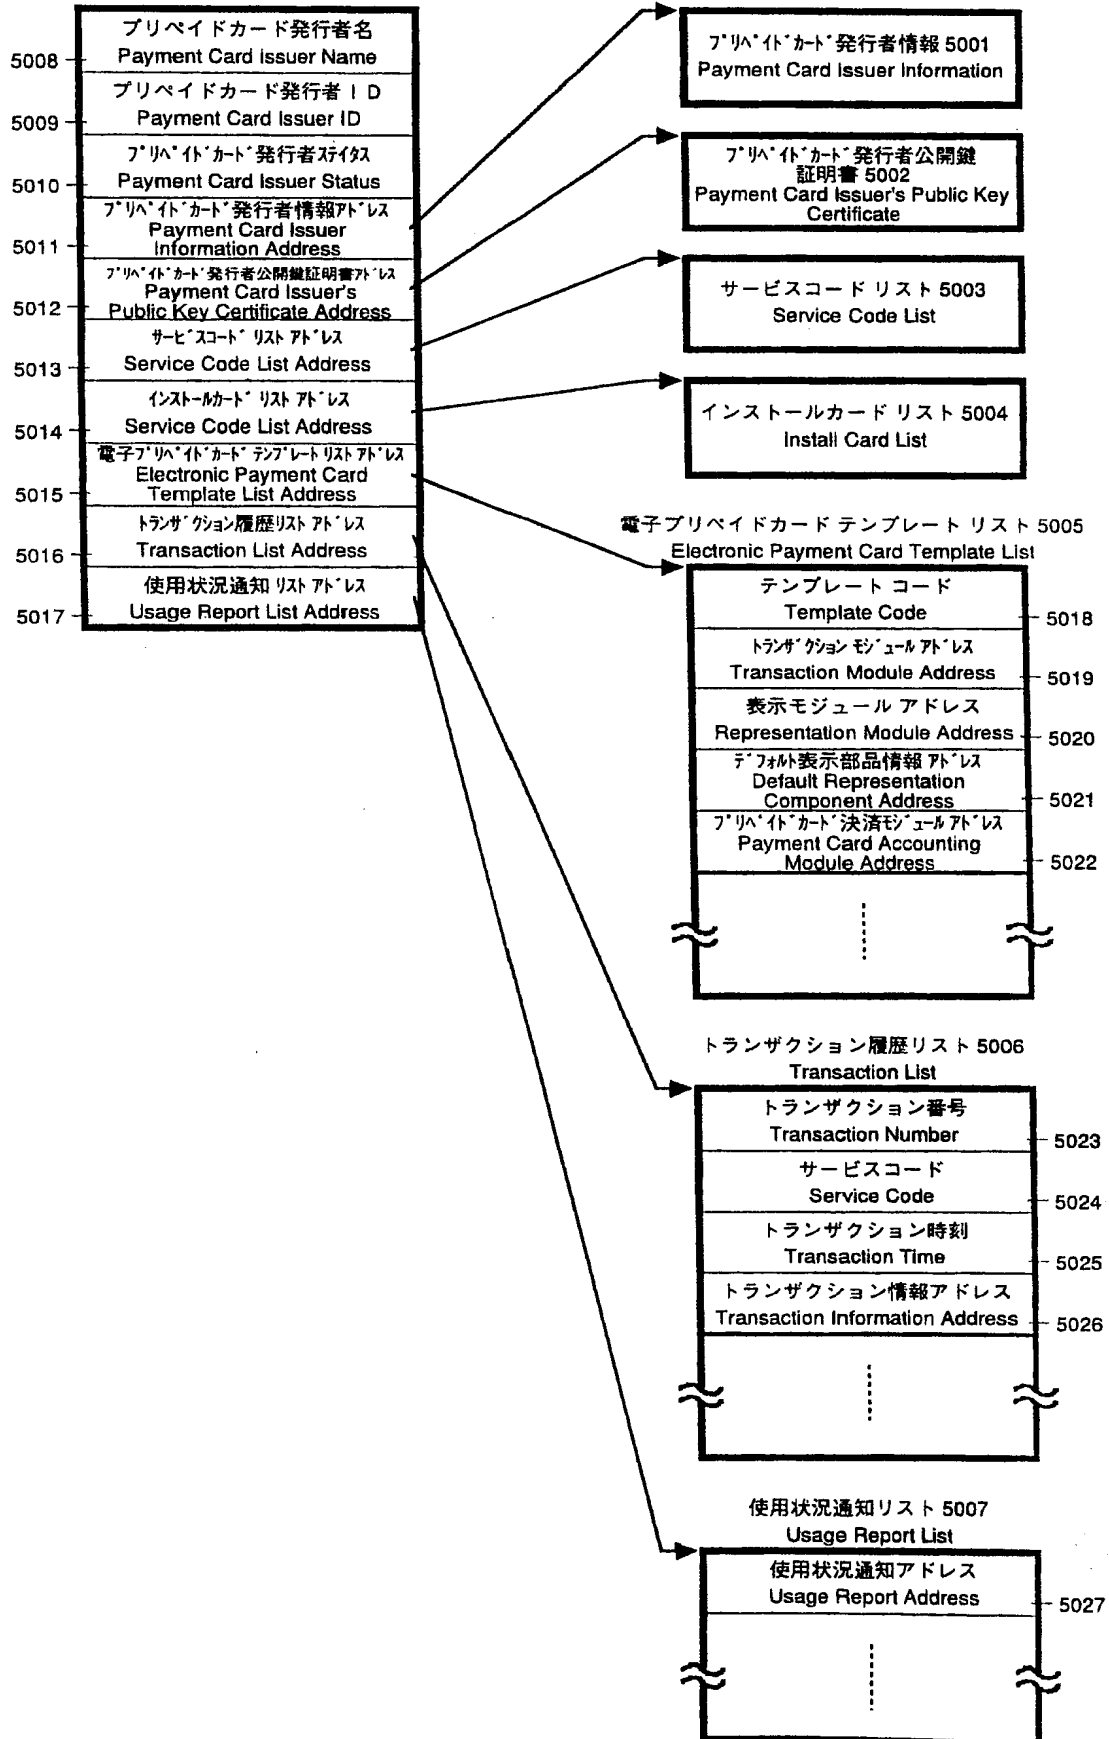 プリペイドカード発行者名
5008
Payment Card Issuer Name
プリペイドカード発行者ID
5009
Payment Card Issuer ID
プリペイドカード発行者ステイタス
5010
Payment Card Issuer Status
プリペイドカード発行者情報アドレス
Payment Card Issuer
5011
Information Address
プリペイドカード発行者公開鍵証明書アドレス
Payment Card Issuer's
5012
Public Key Certificate Address
サービスコード リスト アドレス
5013
Service Code List Address
インストールカード リスト アドレス
5014
Service Code List Address
電子プリペイドカード テンプレート リスト アドレス
Electronic Payment Card
5015
Template List Address
トランザクション履歴リスト アドレス
5016
Transaction List Address
使用状況通知 リスト アドレス
5017
Usage Report List Address
プリペイドカード発行者情報 5001
Payment Card Issuer Information
プリペイドカード発行者公開鍵
証明書 5002
Payment Card Issuer's Public Key
Certificate
サービスコード リスト 5003
Service Code List
インストールカード リスト 5004
Install Card List
電子プリペイドカード テンプレート リスト 5005
Electronic Payment Card Template List
テンプレート コード
Template Code
5018
トランザクション モジュール アドレス
Transaction Module Address
5019
表示モジュール アドレス
Representation Module Address
5020
デフォルト表示部品情報 アドレス
Default Representation
Component Address
5021
プリペイドカード決済モジュール アドレス
Payment Card Accounting
Module Address
5022
トランザクション履歴リスト 5006
Transaction List
トランザクション番号
Transaction Number
5023
サービスコード
Service Code
5024
トランザクション時刻
Transaction Time
5025
トランザクション情報アドレス
Transaction Information Address
5026
使用状況通知リスト 5007
Usage Report List
使用状況通知アドレス
Usage Report Address
5027